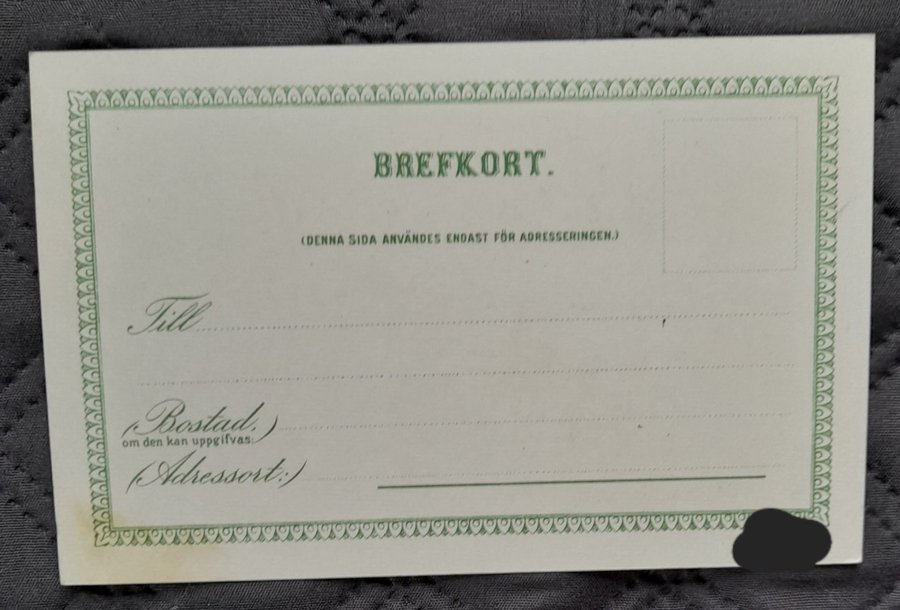 BREFKORT.
(DENNA SIDA ANVÄNDES ENDAST FÖR ADRESSERINGEN.)
Till
(Bostad.)
om den kan uppgifvas:
(Adressort:)